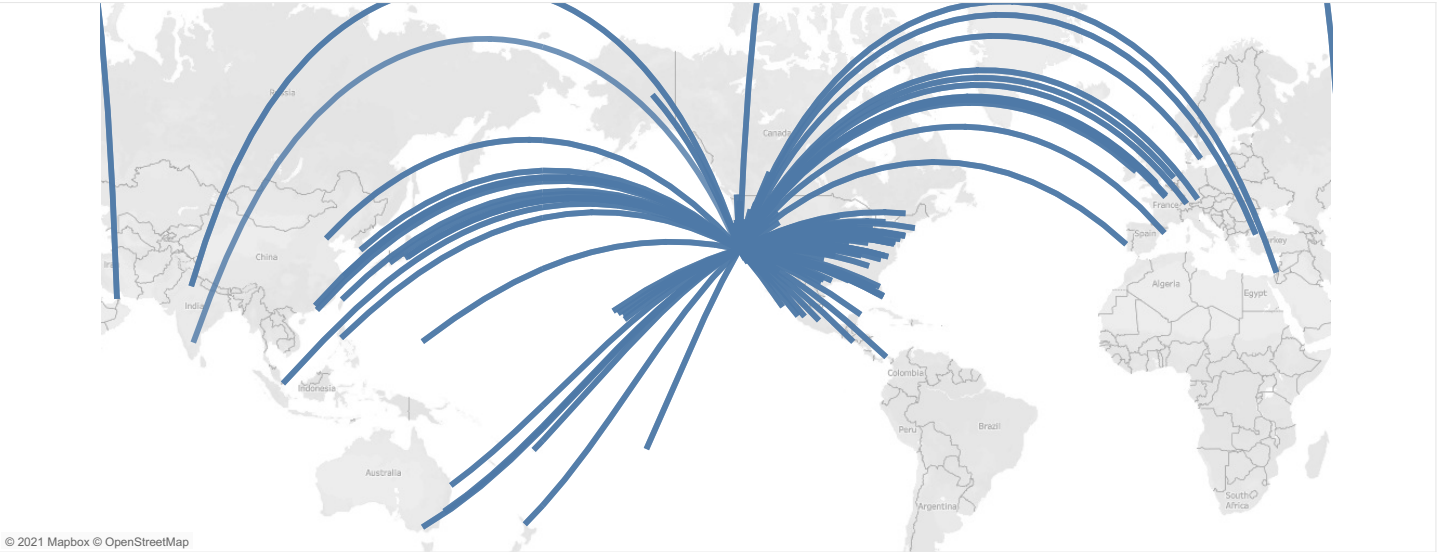 Russia
Canada
France
Spain
China
Algeria
Egypt
India
Indonesia
Colombia
Peru
Brazil
Australia
South
Africa
Argentina
© 2021 Mapbox © OpenStreetMap